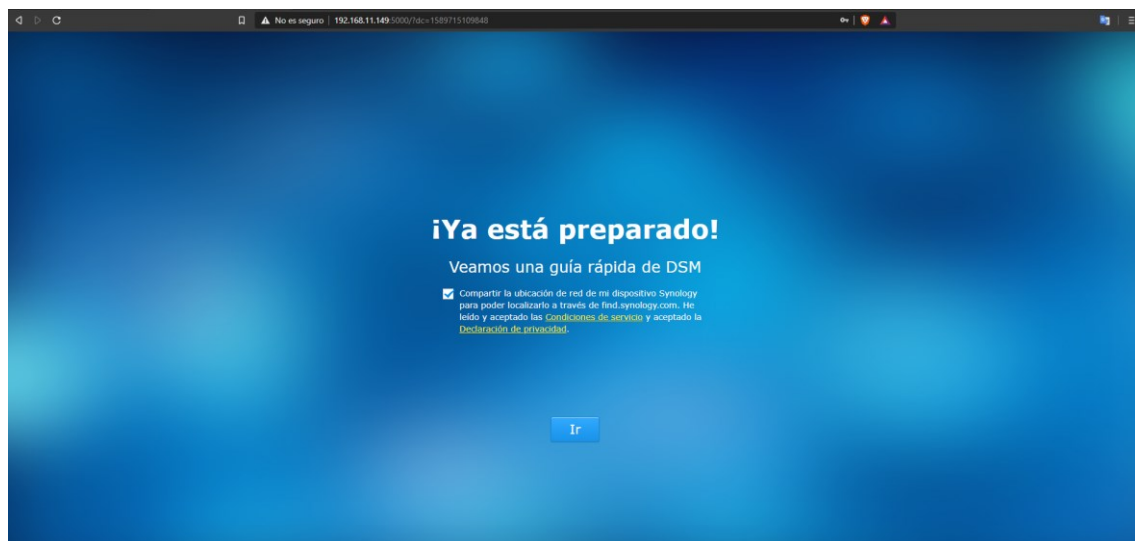 No es seguro | 192.168.11.149:5000/?dc=1589715109848
¡Ya está preparado!
Veamos una guía rápida de DSM
Compartir la ubicación de red de mi dispositivo Synology
para poder localizarlo a través de find.synology.com. He
leído y aceptado las Condiciones de servicio y aceptado la
Declaración de privacidad.
Ir